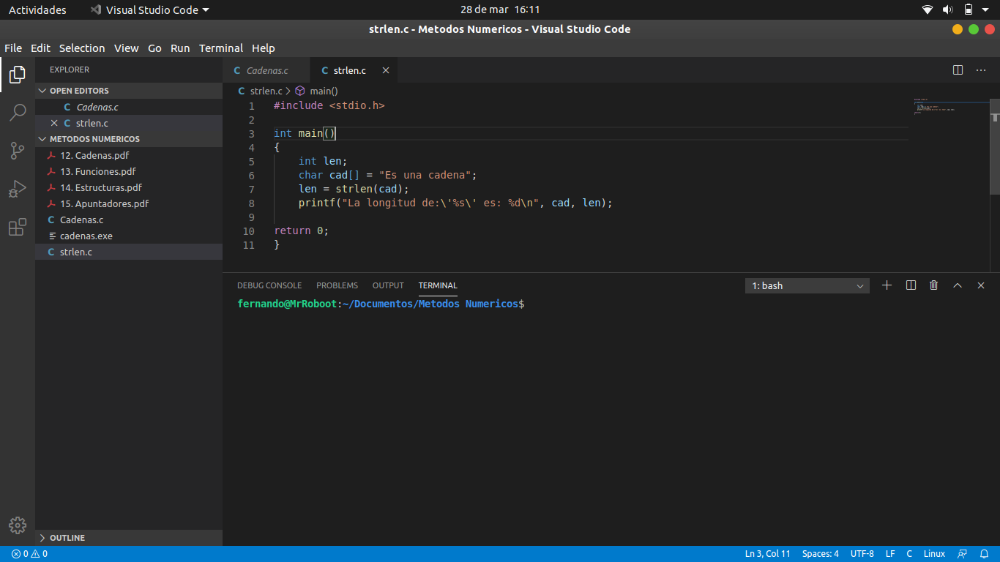 Actividades Visual Studio Code 28 de mar 16:11
strlen.c - Metodos Numericos - Visual Studio Code
File Edit Selection View Go Run Terminal Help
EXPLORER
OPEN EDITORS
Cadenas.c
strlen.c
METODOS NUMERICOS
12. Cadenas.pdf
13. Funciones.pdf
14. Estructuras.pdf
15. Apuntadores.pdf
Cadenas.c
cadenas.exe
strlen.c
OUTLINE
Cadenas.c strlen.c
strlen.c > main()
1 #include <stdio.h>
2
3 int main()
4 {
5 int len;
6 char cad[] = "Es una cadena";
7 len = strlen(cad);
8 printf("La longitud de:\'%s\' es: %d\n", cad, len);
9
10 return 0;
11 }
DEBUG CONSOLE PROBLEMS OUTPUT TERMINAL 1: bash
fernando@MrRoboot:~/Documentos/Metodos Numericos$
0 0 Ln 3, Col 11 Spaces: 4 UTF-8 LF C Linux